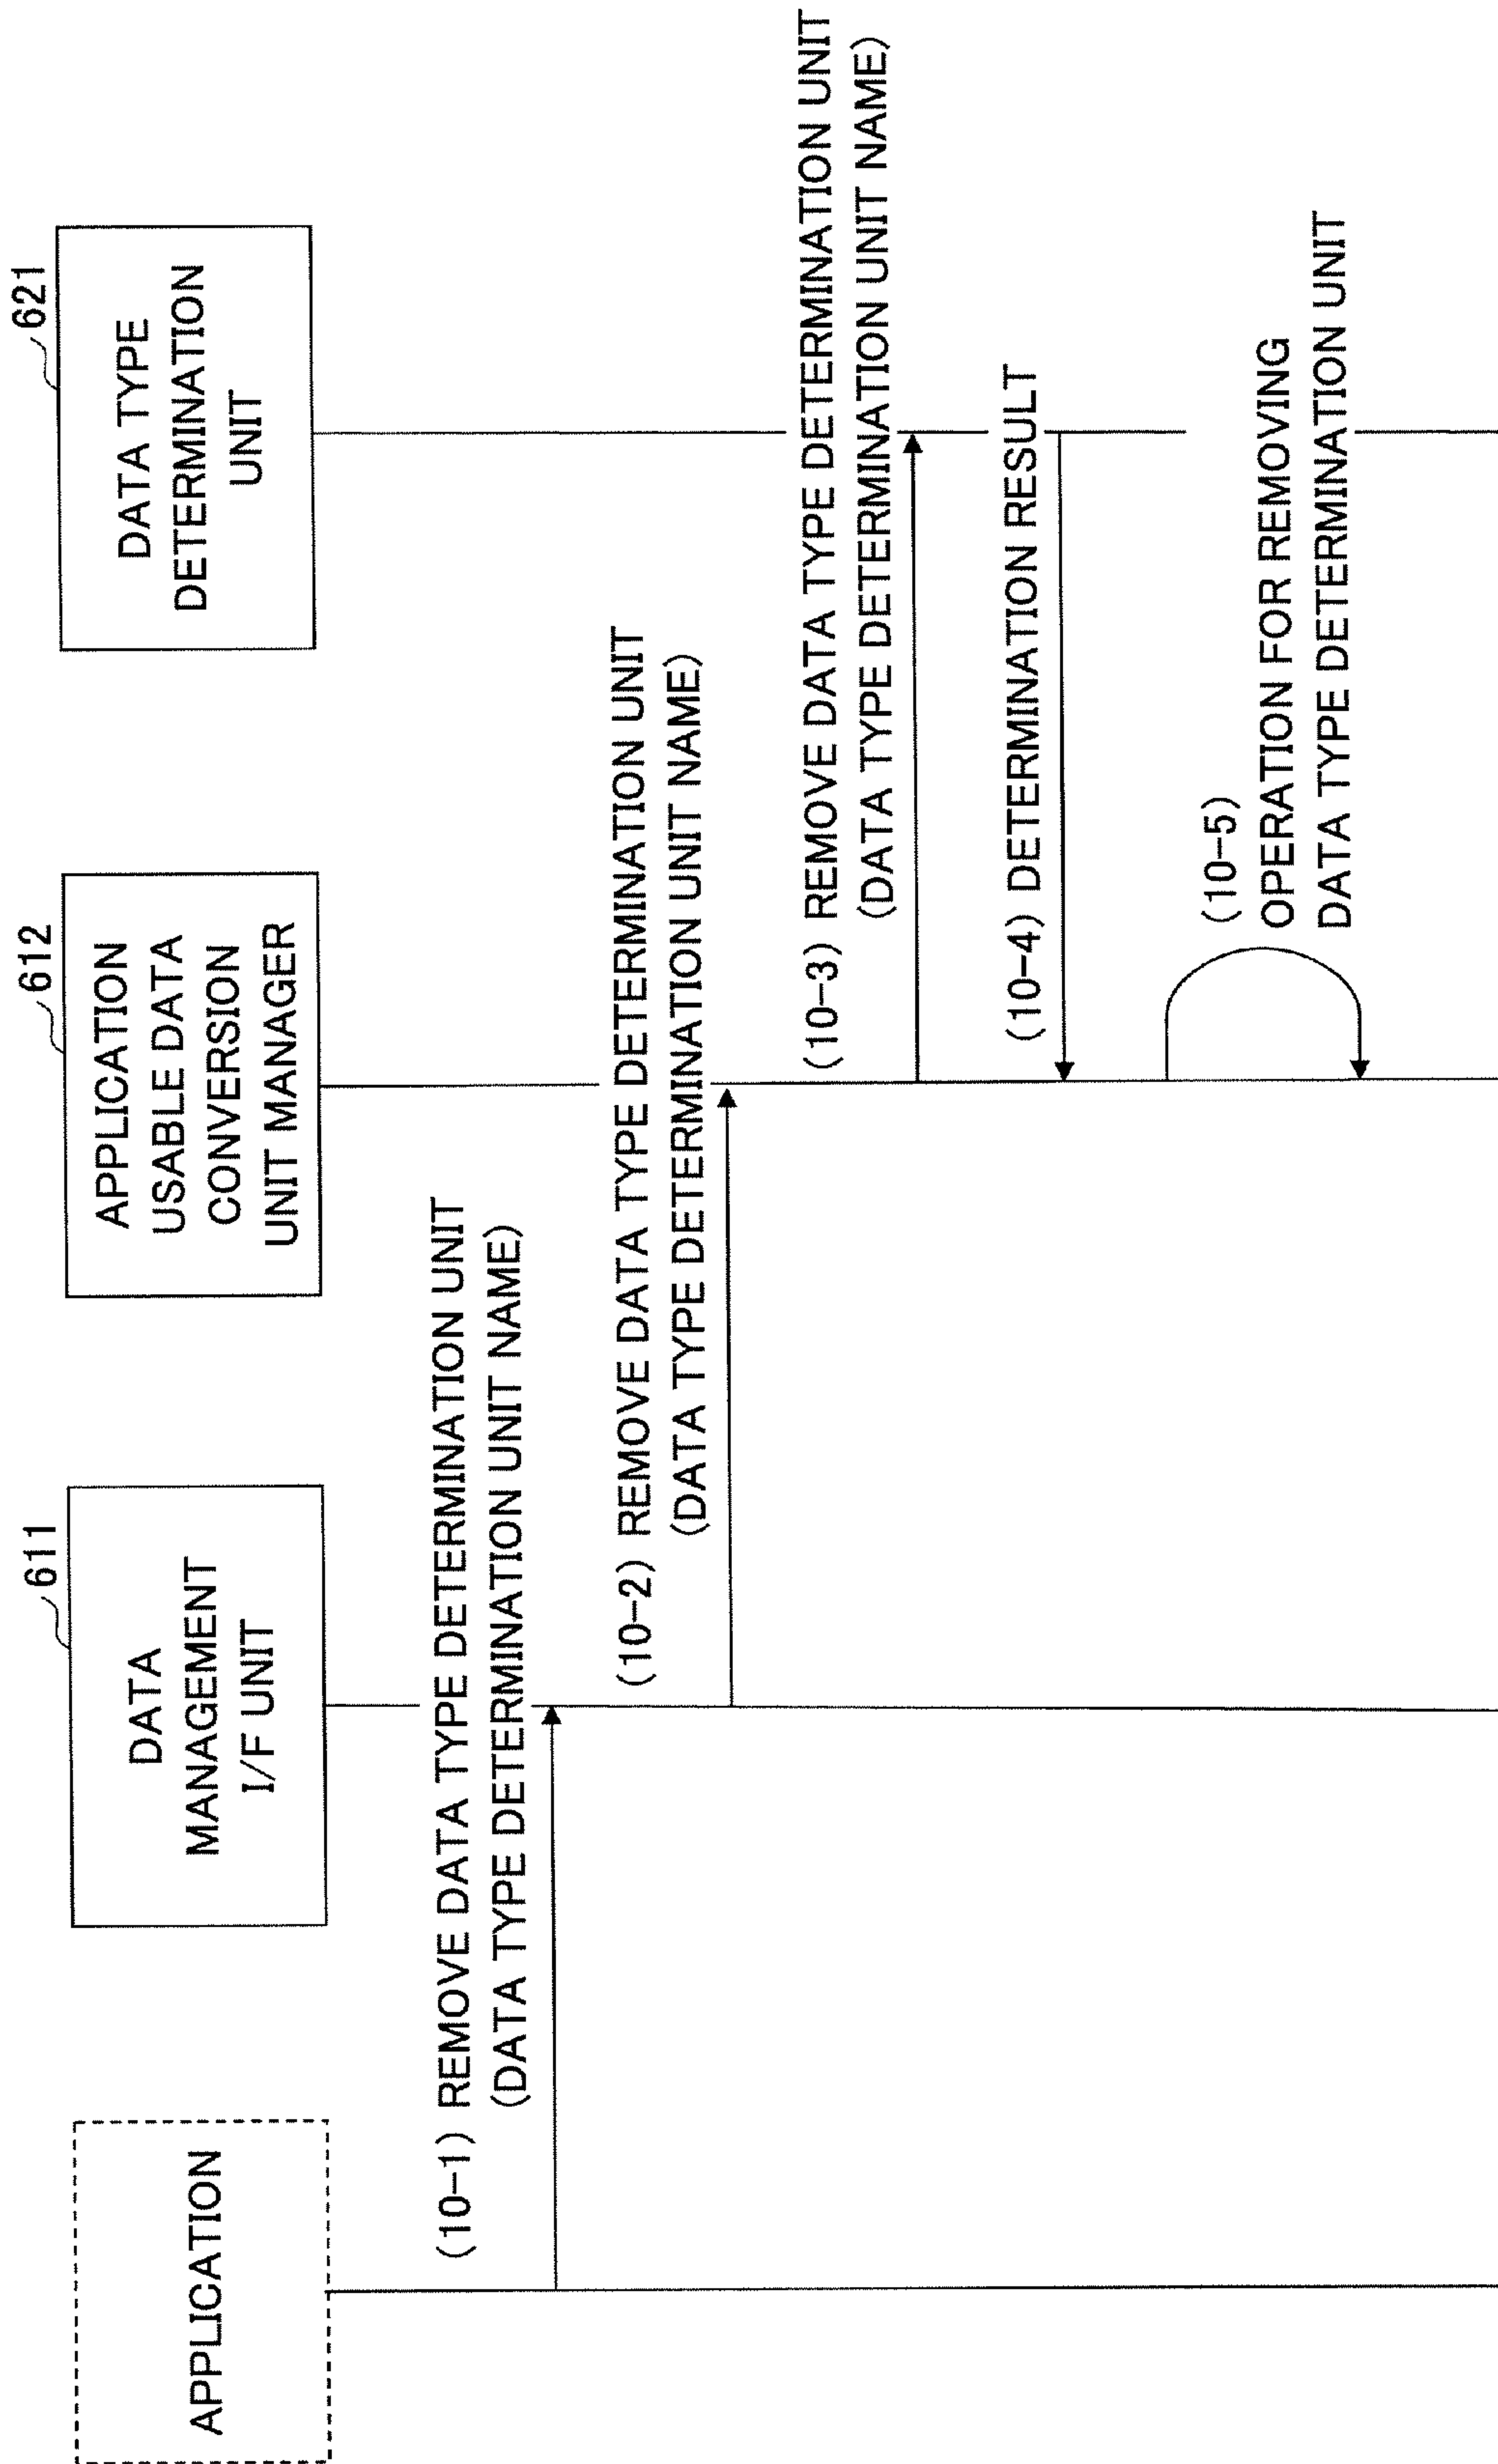 APPLICATION
611
DATA
MANAGEMENT
I/F UNIT
612
APPLICATION
USABLE DATA
CONVERSION
UNIT MANAGER
621
DATA TYPE
DETERMINATION
UNIT
(10-1) REMOVE DATA TYPE DETERMINATION UNIT
(DATA TYPE DETERMINATION UNIT NAME)
(10-2) REMOVE DATA TYPE DETERMINATION UNIT
(DATA TYPE DETERMINATION UNIT NAME)
(10-3) REMOVE DATA TYPE DETERMINATION UNIT
(DATA TYPE DETERMINATION UNIT NAME)
(10-4) DETERMINATION RESULT
(10-5)
OPERATION FOR REMOVING
DATA TYPE DETERMINATION UNIT